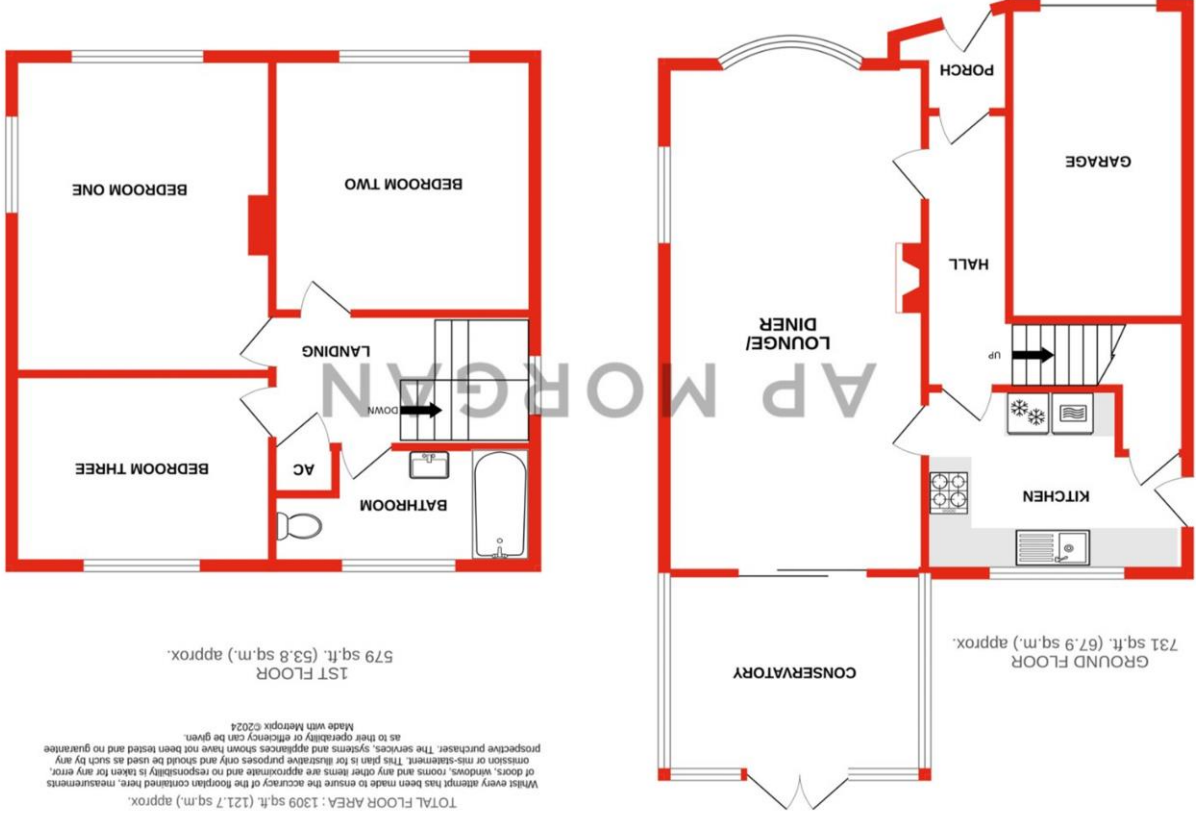 GROUND FLOOR
731 sq.ft. (67.9 sq.m.) approx.
CONSERVATORY
KITCHEN
UP
LOUNGE/
DINER
HALL
GARAGE
PORCH
1ST FLOOR
579 sq.ft. (53.8 sq.m.) approx.
BATHROOM
AC
BEDROOM THREE
DOWN
LANDING
BEDROOM TWO
BEDROOM ONE
AP MORGAN
TOTAL FLOOR AREA : 1309 sq.ft. (121.7 sq.m.) approx.
Whilst every attempt has been made to ensure the accuracy of the floorplan contained here, measurements
of doors, windows, rooms and any other items are approximate and no responsibility is taken for any error,
omission or mis-statement. This plan is for illustrative purposes only and should be used as such by any
prospective purchaser. The services, systems and appliances shown have not been tested and no guarantee
as to their operability or efficiency can be given.
Made with Metropix ©2024